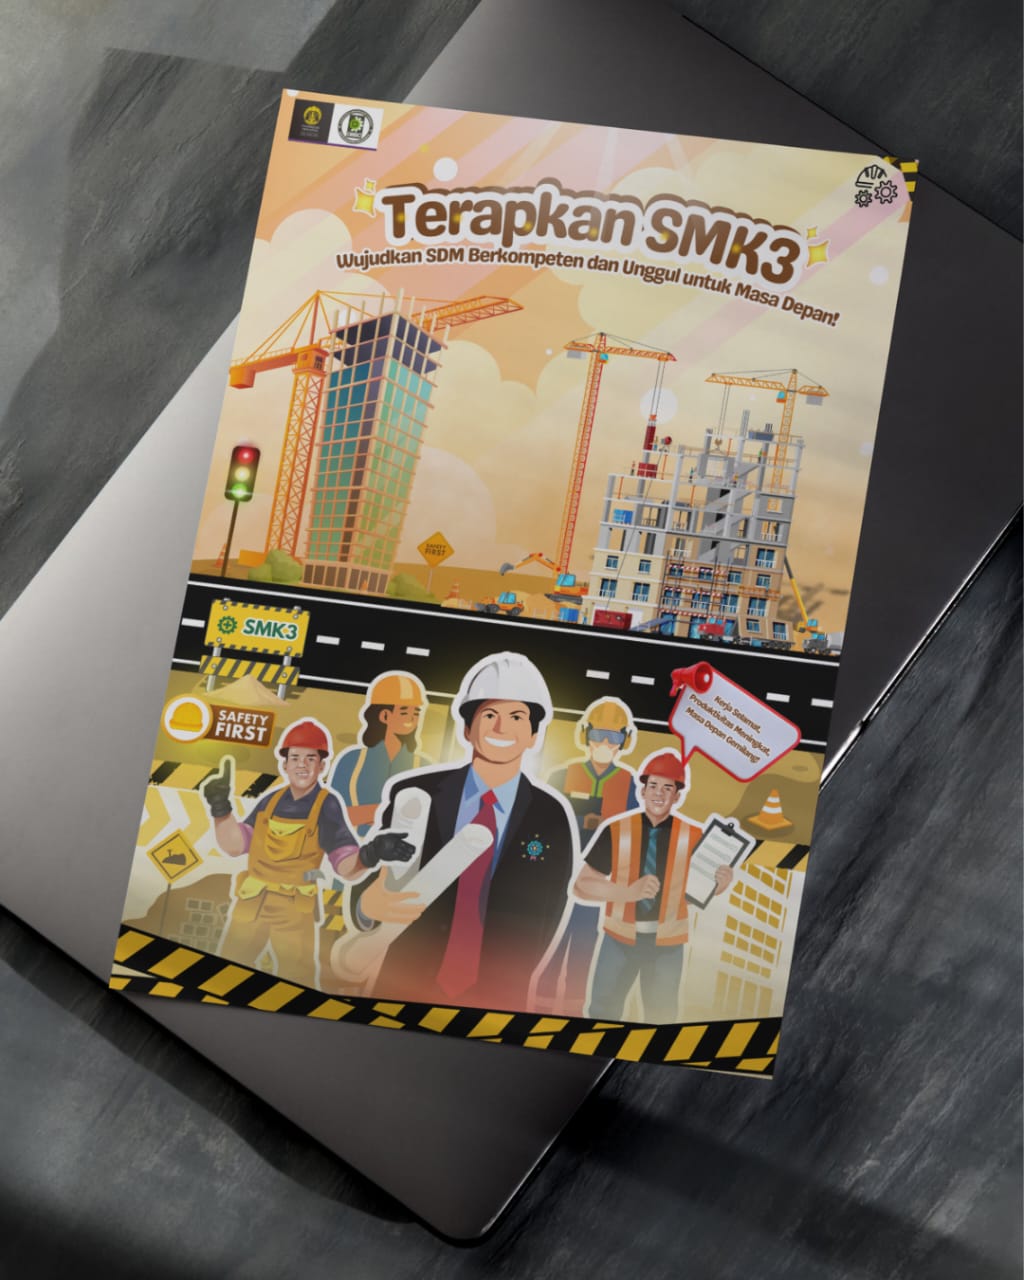 Terapkan SMK3
Wujudkan SDM Berkompeten dan Unggul untuk Masa Depan!
SAFETY
FIRST
SMK3
SAFETY
FIRST
Kerja Selamat,
Produktivitas Meningkat,
Masa Depan Gemilang!